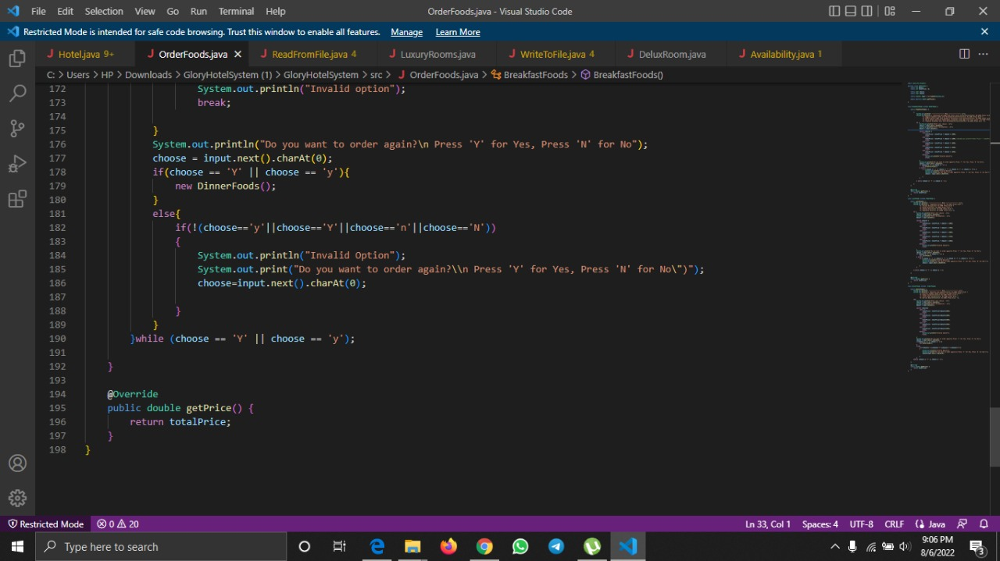 File Edit Selection View Go Run Terminal Help OrderFoods.java - Visual Studio Code
Restricted Mode is intended for safe code browsing. Trust this window to enable all features. Manage Learn More
Hotel.java 9+ OrderFoods.java ReadFromFile.java 4 LuxuryRooms.java WriteToFile.java 4 DeluxRoom.java Availability.java 1
C: > Users > HP > Downloads > GloryHotelSystem (1) > GloryHotelSystem > src > OrderFoods.java > BreakfastFoods > BreakfastFoods()
172 System.out.println("Invalid option");
173 break;
174
175 }
176 System.out.println("Do you want to order again?\n Press 'Y' for Yes, Press 'N' for No");
177 choose = input.next().charAt(0);
178 if(choose == 'Y' || choose == 'y'){
179 new DinnerFoods();
180 }
181 else{
182 if(!(choose=='y'||choose=='Y'||choose=='n'||choose=='N'))
183 {
184 System.out.println("Invalid Option");
185 System.out.print("Do you want to order again?\\n Press 'Y' for Yes, Press 'N' for No\")");
186 choose=input.next().charAt(0);
187
188 }
189 }
190 }while (choose == 'Y' || choose == 'y');
191
192 }
193
194 @Override
195 public double getPrice() {
196 return totalPrice;
197 }
198 }
Restricted Mode 0 20 Ln 33, Col 1 Spaces: 4 UTF-8 CRLF Java
Type here to search 9:06 PM
8/6/2022 3